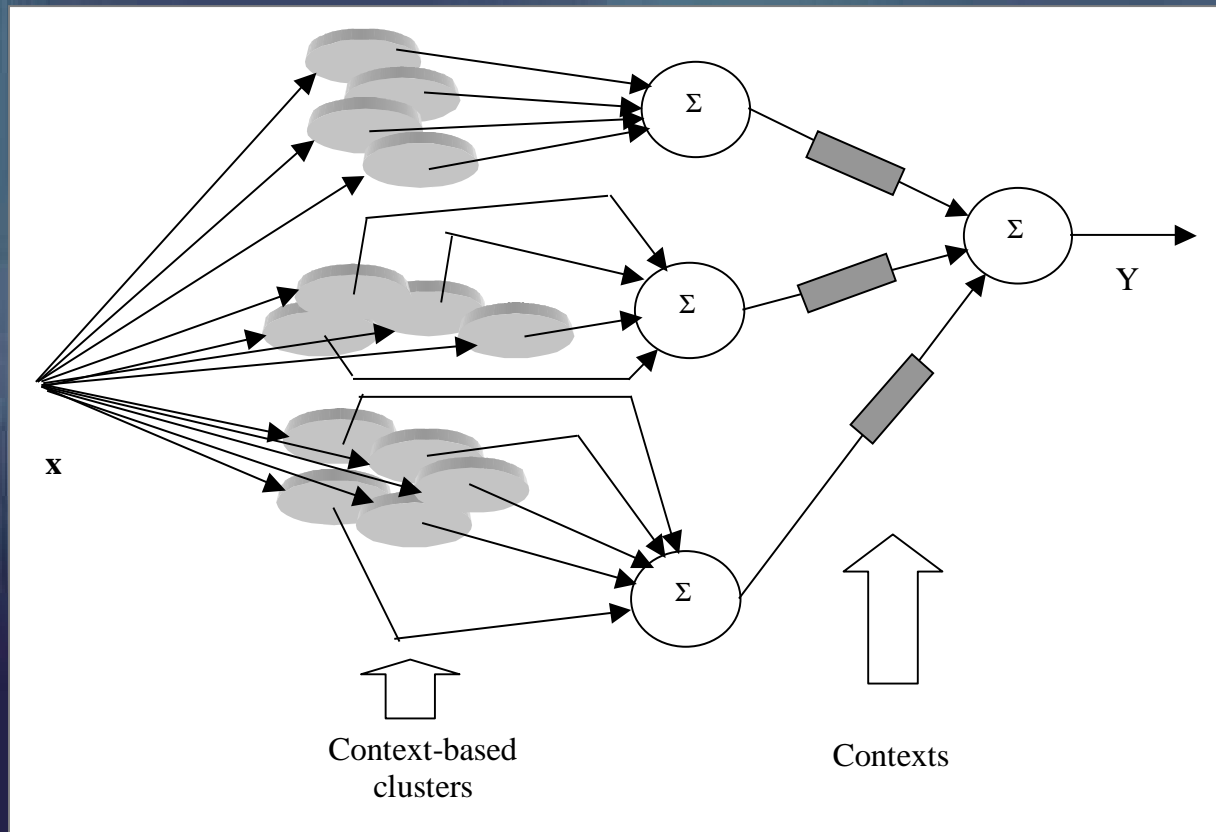 Σ
Σ
Y
Σ
x
Σ
Context-based
clusters
Contexts